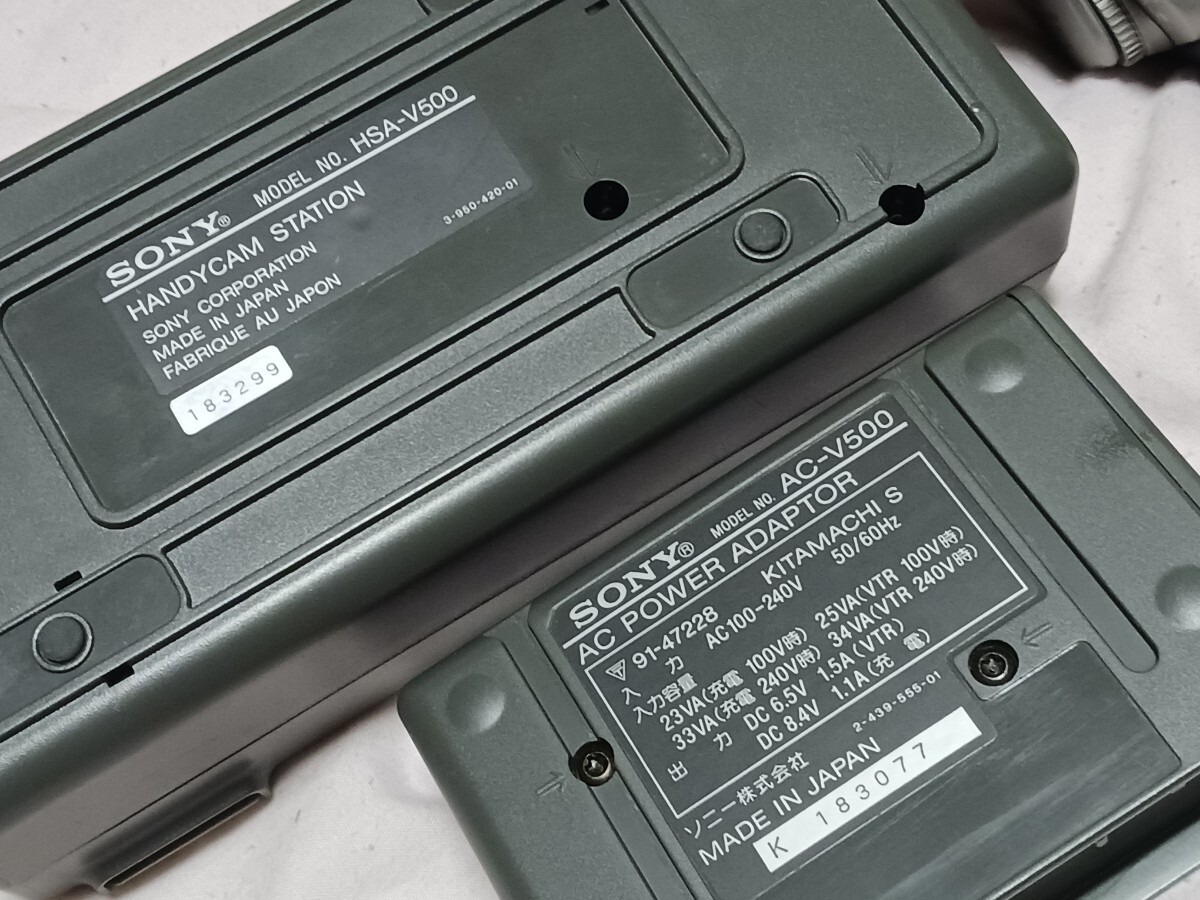 SONY® MODEL NO. HSA-V500
HANDYCAM STATION
SONY CORPORATION
MADE IN JAPAN
FABRIQUE AU JAPON
3-950-420-01
183299
SONY® MODEL NO. AC-V500
AC POWER ADAPTOR
91-47228 KITAMACHI S
入力 AC100-240V 50/60Hz
入力容量
23VA(充電 100V時) 25VA(VTR 100V時)
33VA(充電 240V時) 34VA(VTR 240V時)
出力 DC 6.5V 1.5A(VTR)
DC 8.4V 1.1A(充電)
2-439-555-01
ソニー株式会社
MADE IN JAPAN
K 183077